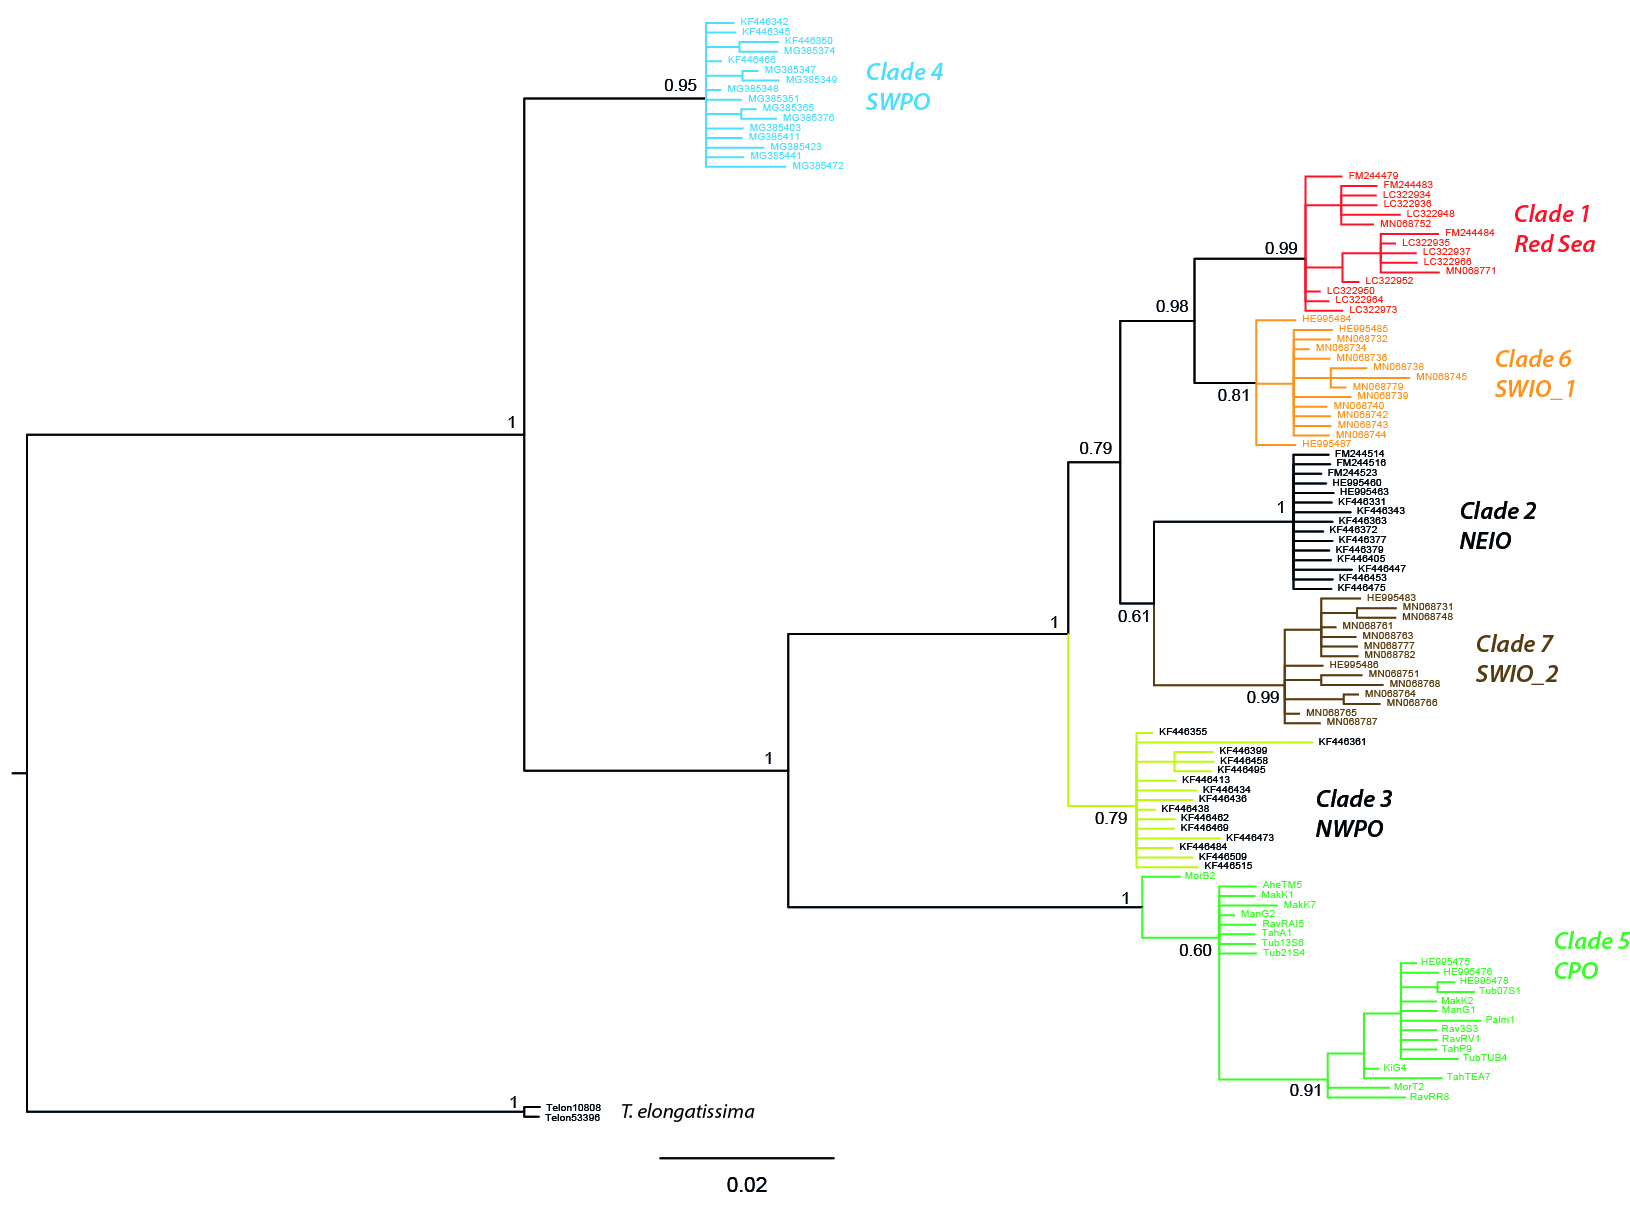 KF446342
KF446345
KF446350
MG385374
KF446466
MG385347
MG385349
MG385348
MG385351
MG385365
MG385376
MG385403
MG385411
MG385423
MG385441
MG385472
0.95
Clade 4
SWPO
FM244479
FM244483
LC322934
LC322936
LC322948
MN068752
FM244484
LC322935
LC322937
LC322966
MN068771
LC322952
LC322950
LC322964
LC322973
0.99
Clade 1
Red Sea
0.98
HE995484
HE995485
MN068732
MN068734
MN068736
MN068738
MN068745
MN068779
MN068739
MN068740
MN068742
MN068743
MN068744
HE995487
0.81
Clade 6
SWIO_1
1
0.79
FM244514
FM244516
FM244523
HE995460
HE995463
KF446331
KF446343
KF446363
KF446372
KF446377
KF446379
KF446405
KF446447
KF446453
KF446475
1
Clade 2
NEIO
0.61
HE995483
MN068731
MN068748
MN068761
MN068763
MN068777
MN068782
HE995486
MN068751
MN068768
MN068764
MN068766
MN068765
MN068787
0.99
Clade 7
SWIO_2
1
KF446355
KF446361
KF446399
KF446458
KF446495
KF446413
KF446434
KF446436
KF446438
KF446462
KF446469
KF446473
KF446484
KF446509
KF446515
0.79
Clade 3
NWPO
1
MorB2
AheTM5
MakK1
MakK7
ManG2
RavRAI5
TahA1
Tub13S6
Tub21S4
1
0.60
HE995475
HE995476
HE995478
Tub07S1
MakK2
ManG1
Palm1
Rav3S3
RavRV1
TahP9
TubTUB4
KiG4
TahTEA7
MorT2
RavRR8
0.91
Clade 5
CPO
1
Telon10808
Telon53396
T. elongatissima
0.02